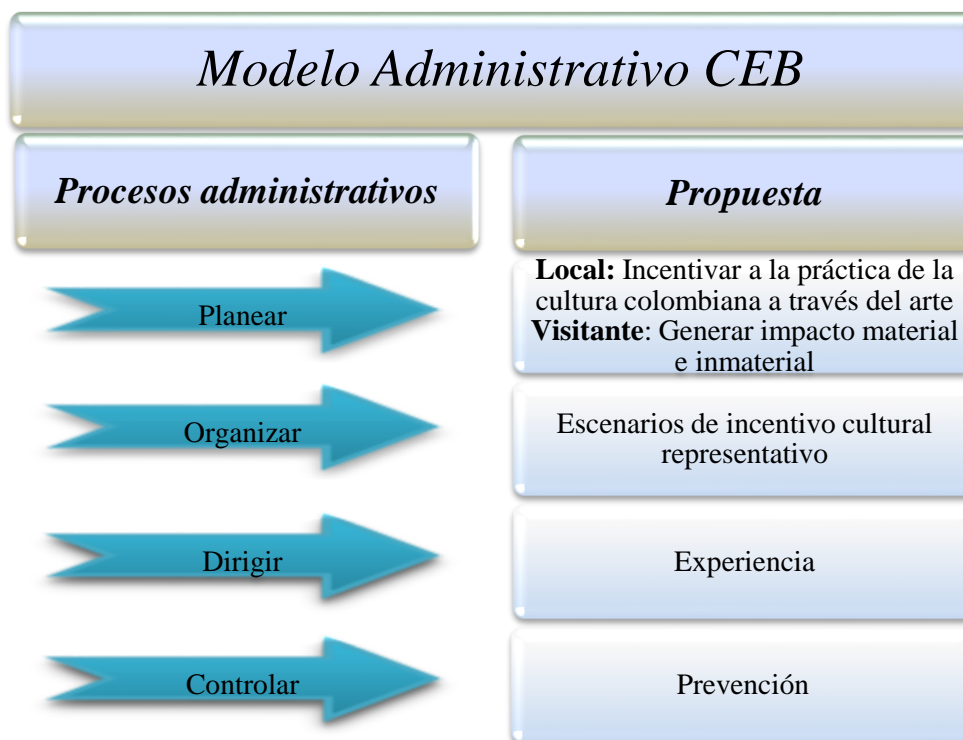 Modelo Administrativo CEB
Procesos administrativos
Propuesta
Planear
Local: Incentivar a la práctica de la
cultura colombiana a través del arte
Visitante: Generar impacto material
e inmaterial
Organizar
Escenarios de incentivo cultural
representativo
Dirigir
Experiencia
Controlar
Prevención